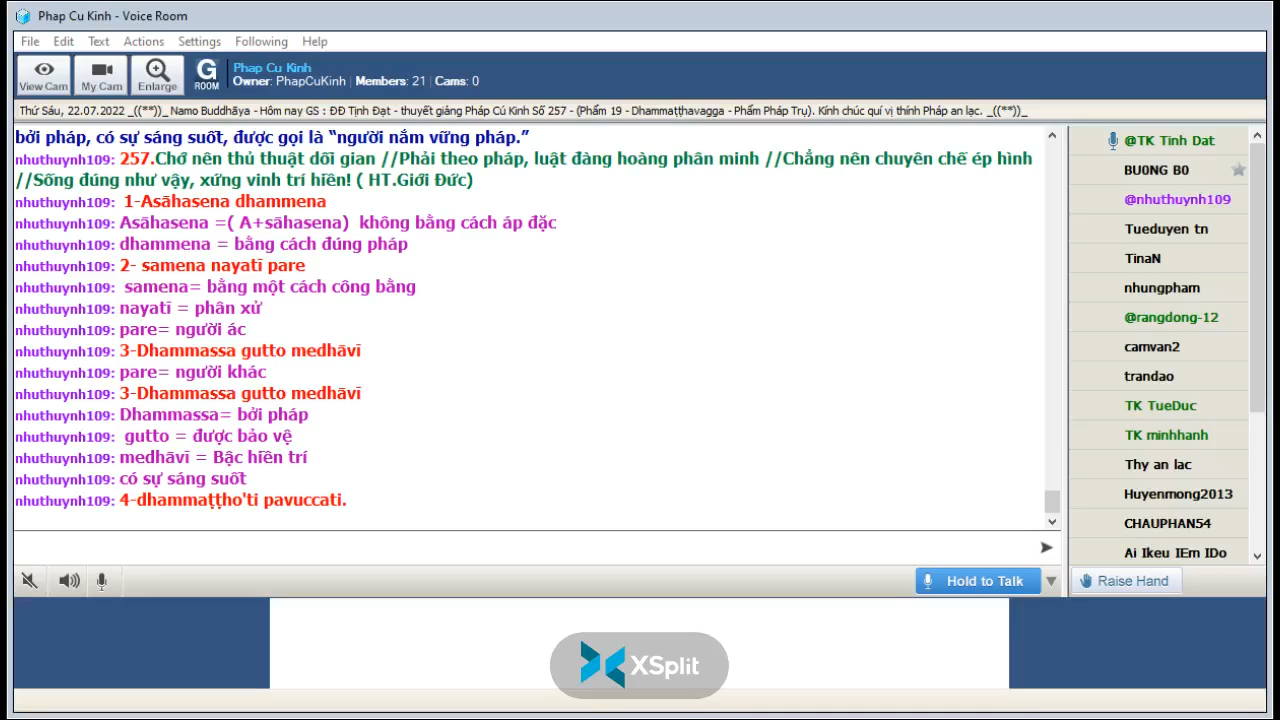 Phap Cu Kinh - Voice Room
File Edit Text Actions Settings Following Help
View Cam
My Cam
Enlarge
G
ROOM
Phap Cu Kinh
Owner: PhapCuKinh | Members: 21 | Cams: 0
Thứ Sáu, 22.07.2022 _((**))_ Namo Buddhāya - Hôm nay GS : ĐĐ Tịnh Đạt - thuyết giảng Pháp Cú Kinh Số 257 - (Phẩm 19 - Dhammaṭṭhavagga - Phẩm Pháp Trụ). Kính chúc quí vị thính Pháp an lạc. _((**))_
bởi pháp, có sự sáng suốt, được gọi là “người nắm vững pháp.”
nhuthuynh109: 257.Chớ nên thủ thuật dối gian //Phải theo pháp, luật đàng hoàng phân minh //Chẳng nên chuyên chế ép hình
//Sống đúng như vậy, xứng vinh trí hiền! ( HT.Giới Đức)
nhuthuynh109: 1-Asāhasena dhammena
nhuthuynh109: Asāhasena =( A+sāhasena) không bằng cách áp đặc
nhuthuynh109: dhammena = bằng cách đúng pháp
nhuthuynh109: 2- samena nayatī pare
nhuthuynh109: samena= bằng một cách công bằng
nhuthuynh109: nayatī = phân xử
nhuthuynh109: pare= người ác
nhuthuynh109: 3-Dhammassa gutto medhāvī
nhuthuynh109: pare= người khác
nhuthuynh109: 3-Dhammassa gutto medhāvī
nhuthuynh109: Dhammassa= bởi pháp
nhuthuynh109: gutto = được bảo vệ
nhuthuynh109: medhāvī = Bậc hiền trí
nhuthuynh109: có sự sáng suốt
nhuthuynh109: 4-dhammaṭṭho'ti pavuccati.
@TK Tinh Dat
BU0NG B0
@nhuthuynh109
Tueduyen tn
TinaN
nhungpham
@rangdong-12
camvan2
trandao
TK TueDuc
TK minhhanh
Thy an lac
Huyenmong2013
CHAUPHAN54
Ai Ikeu IEm IDo
Hold to Talk
Raise Hand
XSplit